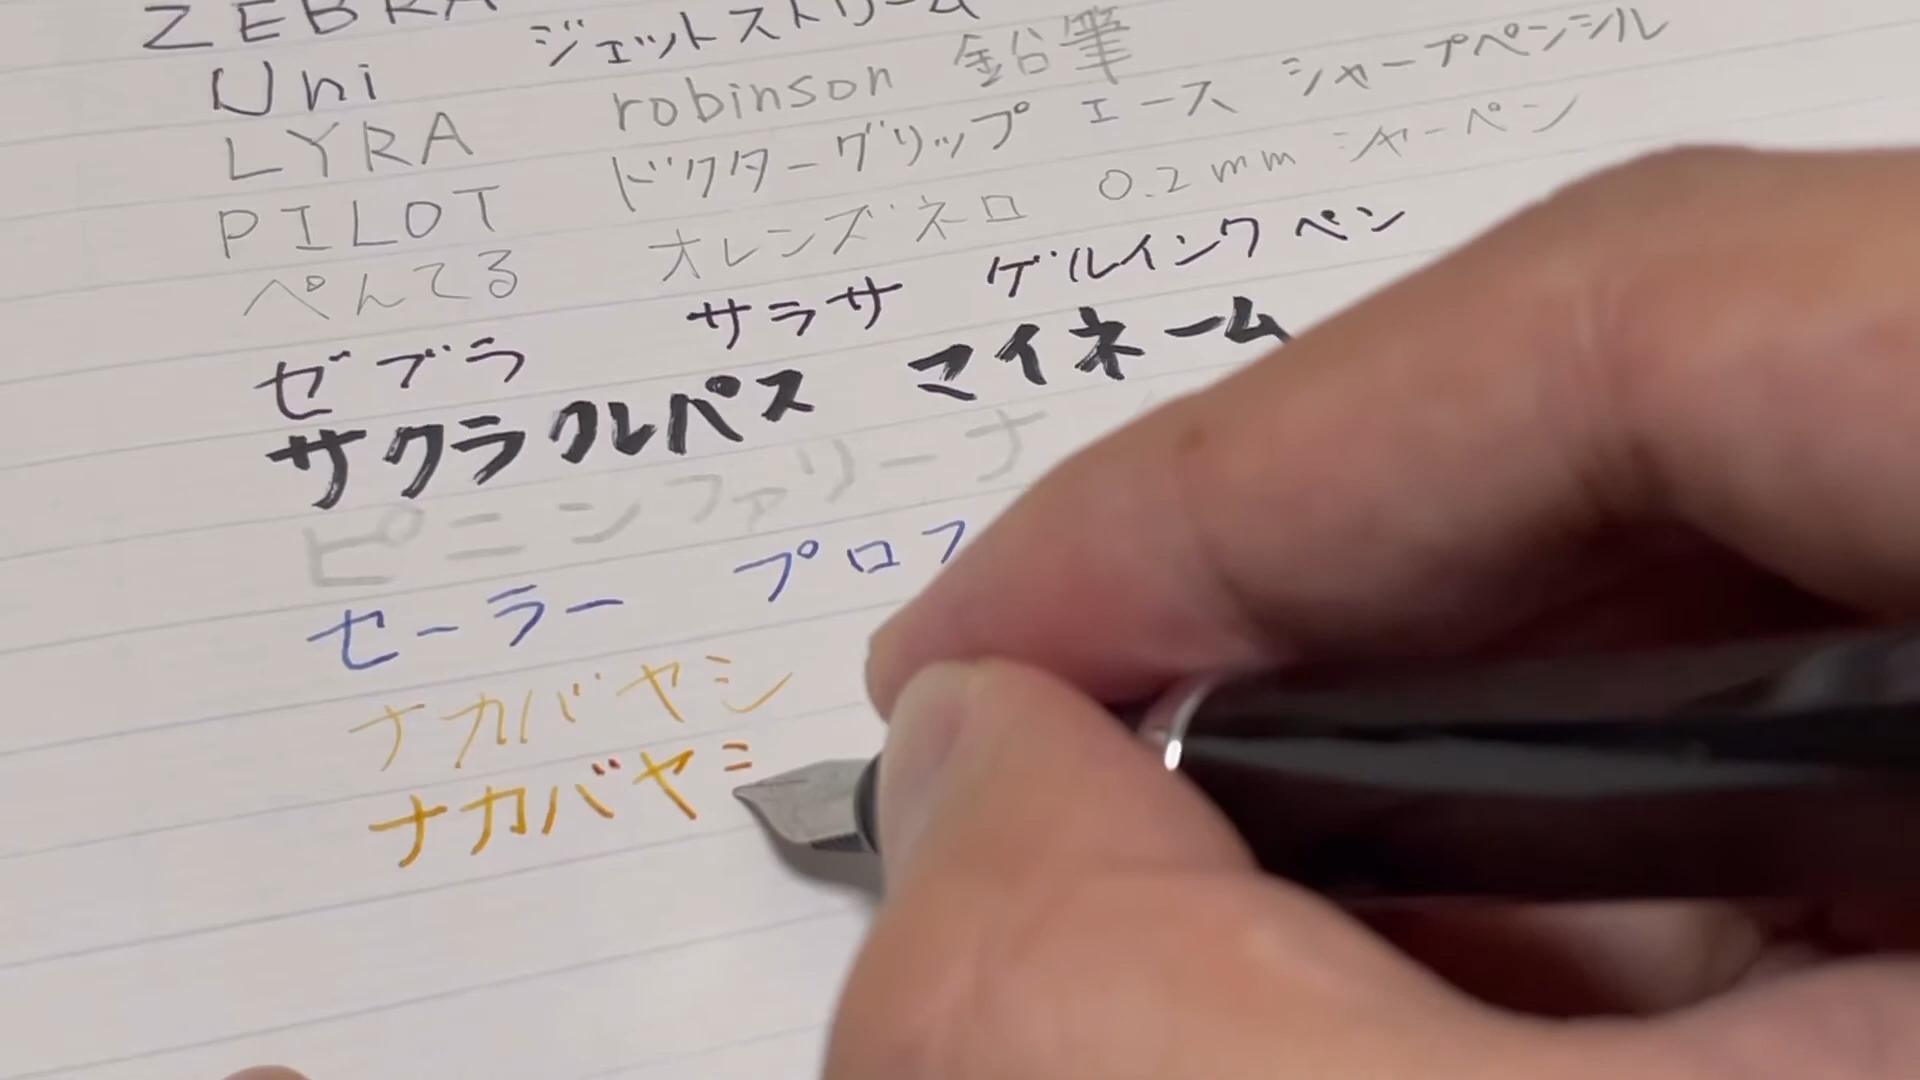 ZEBRA
Uni ジェットストリーム
LYRA robinson 鉛筆
PILOT ドクターグリップ エース シャープペンシル
ぺんてる オレンズネロ 0.2mm シャーペン
ゼブラ サラサ ゲルインクペン
サクラクレパス マイネーム
ピニンファリーナ
セーラー プロフ
ナカバヤシ
ナカバヤ